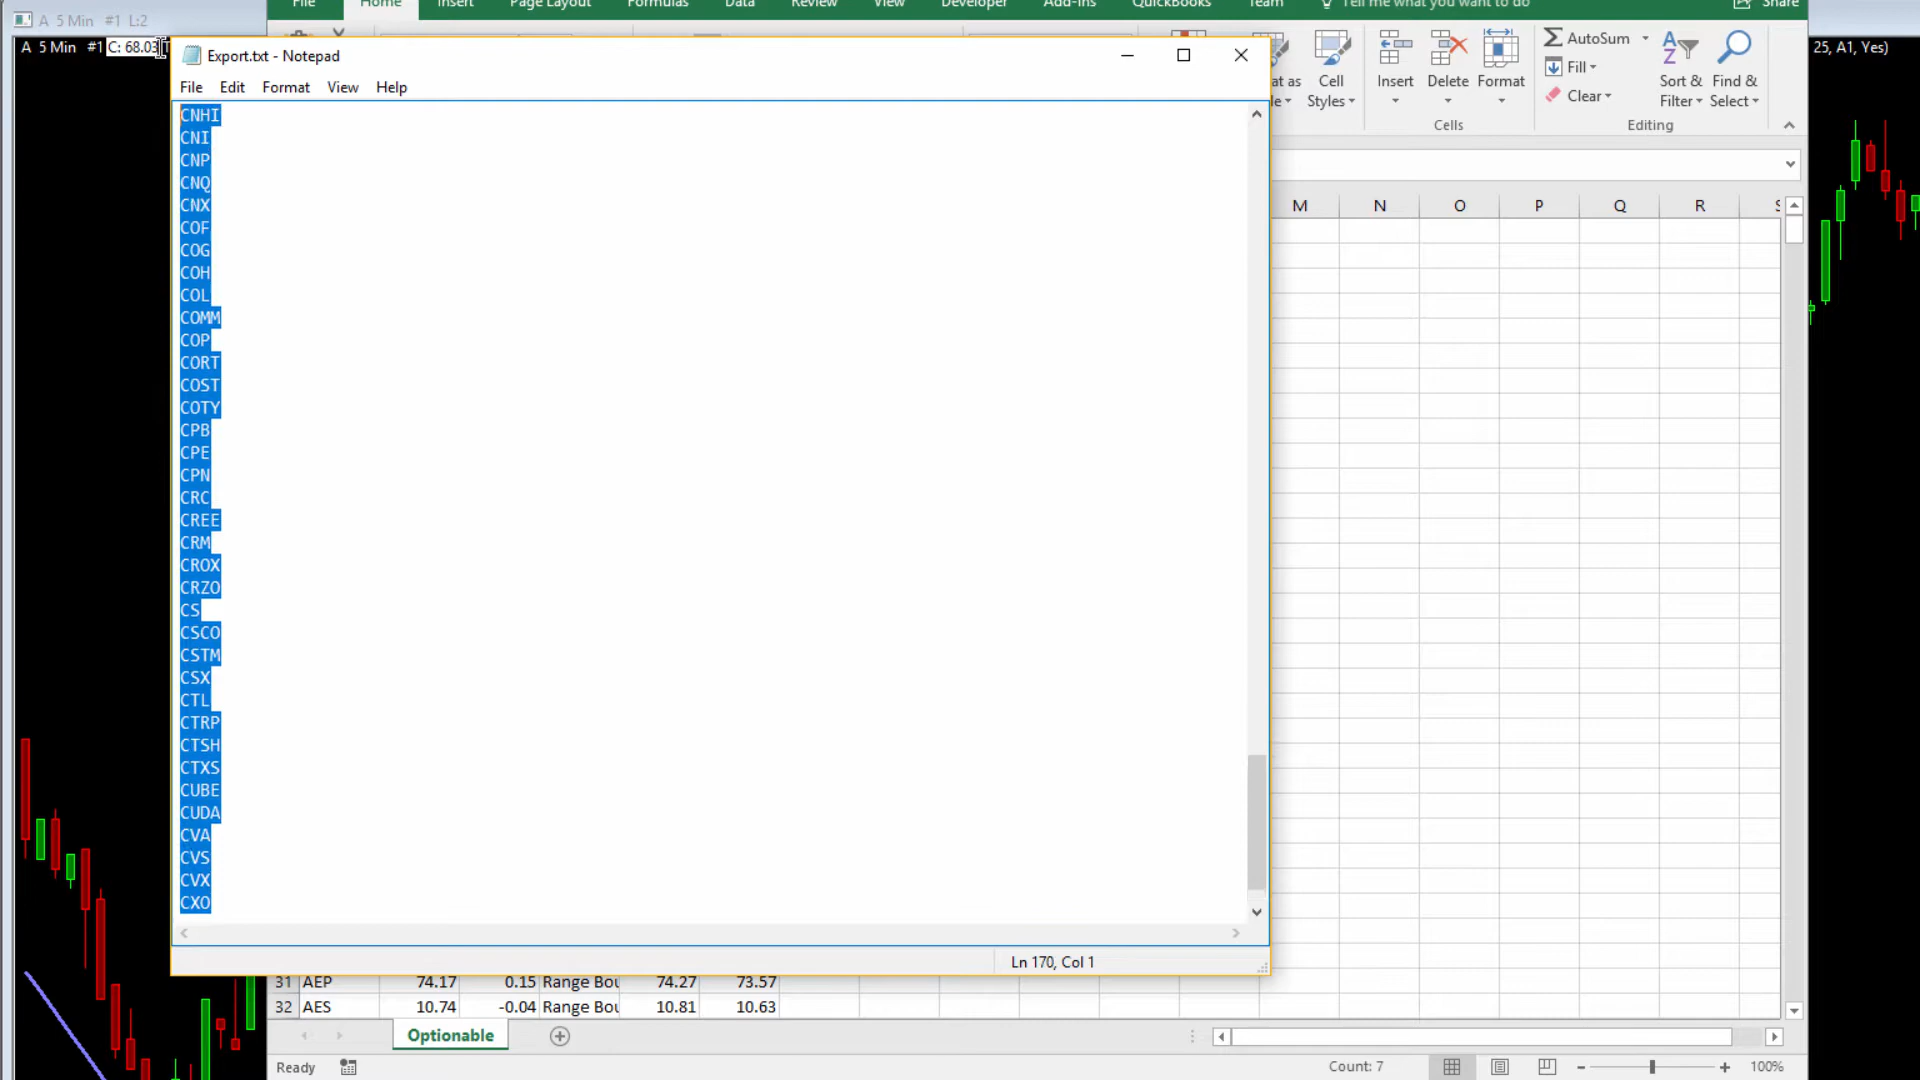 A 5 Min #1 L:2
A 5 Min #1 C: 68.03
File Home Insert Page Layout Formulas Data Review View Developer Add-Ins QuickBooks Team Tell me what you want to do Share
Export.txt - Notepad
File Edit Format View Help
CNHI
CNI
CNP
CNQ
CNX
COF
COG
COH
COL
COMM
COP
CORT
COST
COTY
CPB
CPE
CPN
CRC
CREE
CRM
CROX
CRZO
CS
CSCO
CSTM
CSX
CTL
CTRP
CTSH
CTXS
CUBE
CUDA
CVA
CVS
CVX
CXO
Ln 170, Col 1
Cell Styles
Insert
Delete
Format
Cells
AutoSum
Fill
Clear
Sort & Filter
Find & Select
Editing
25, A1, Yes)
M N O P Q R
31 AEP 74.17 0.15 Range Bou 74.27 73.57
32 AES 10.74 -0.04 Range Bou 10.81 10.63
Optionable
Ready
Count: 7
100%